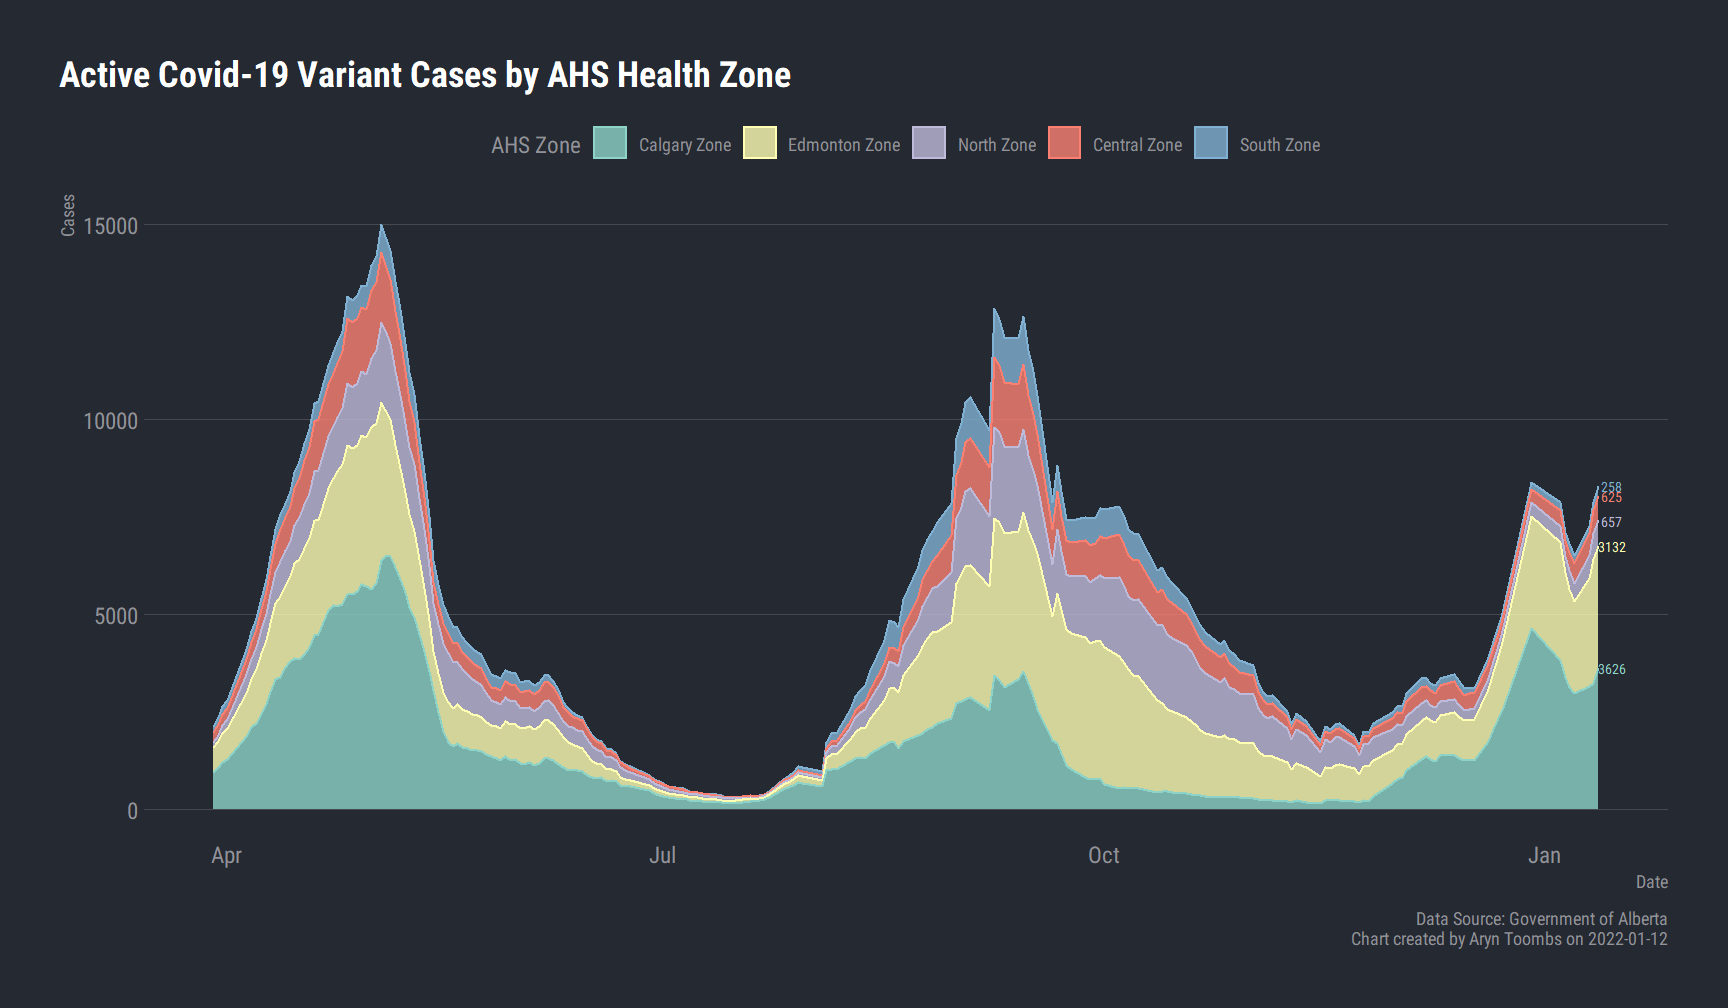 Active Covid-19 Variant Cases by AHS Health Zone
AHS Zone Calgary Zone Edmonton Zone North Zone Central Zone South Zone
Cases
15000
10000
5000
0
258
625
657
3132
3626
Apr Jul Oct Jan
Date
Data Source: Government of Alberta
Chart created by Aryn Toombs on 2022-01-12